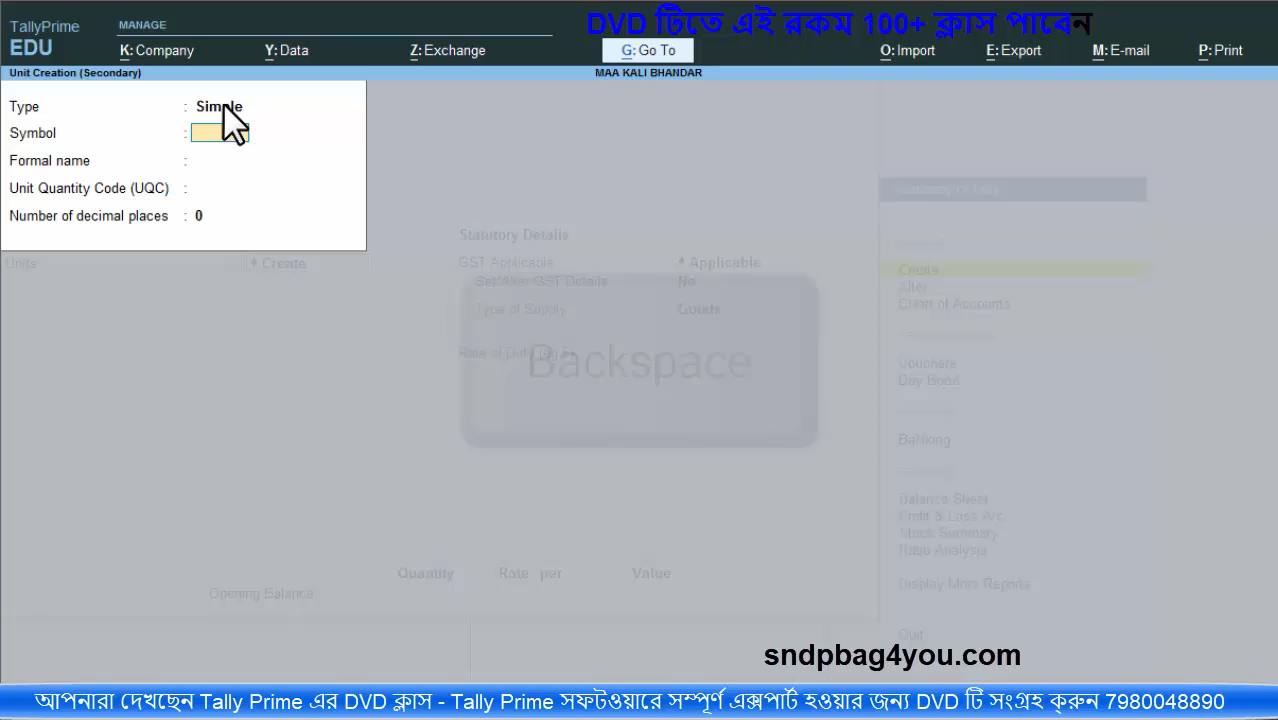 TallyPrime
EDU
MANAGE
DVD টিতে এই রকম 100+ ক্লাস পাবেন
K: Company
Y: Data
Z: Exchange
G: Go To
O: Import
E: Export
M: E-mail
P: Print
Unit Creation (Secondary)
MAA KALI BHANDAR
Type : Simple
Symbol :
Formal name :
Unit Quantity Code (UQC) :
Number of decimal places : 0
Units : Create
Statutory Details
GST Applicable : Applicable
Set/Alter GST Details No
Type of Supply Goods
Rate of Duty
Backspace
Create
Alter
Chart of Accounts
Vouchers
Day Book
Banking
Balance Sheet
Profit & Loss A/c
Stock Summary
Ratio Analysis
Display More Reports
Quit
Quantity Rate per Value
Opening Balance
sndpbag4you.com
আপনারা দেখছেন Tally Prime এর DVD ক্লাস - Tally Prime সফটওয়ারে সম্পূর্ণ এক্সপার্ট হওয়ার জন্য DVD টি সংগ্রহ করুন 7980048890